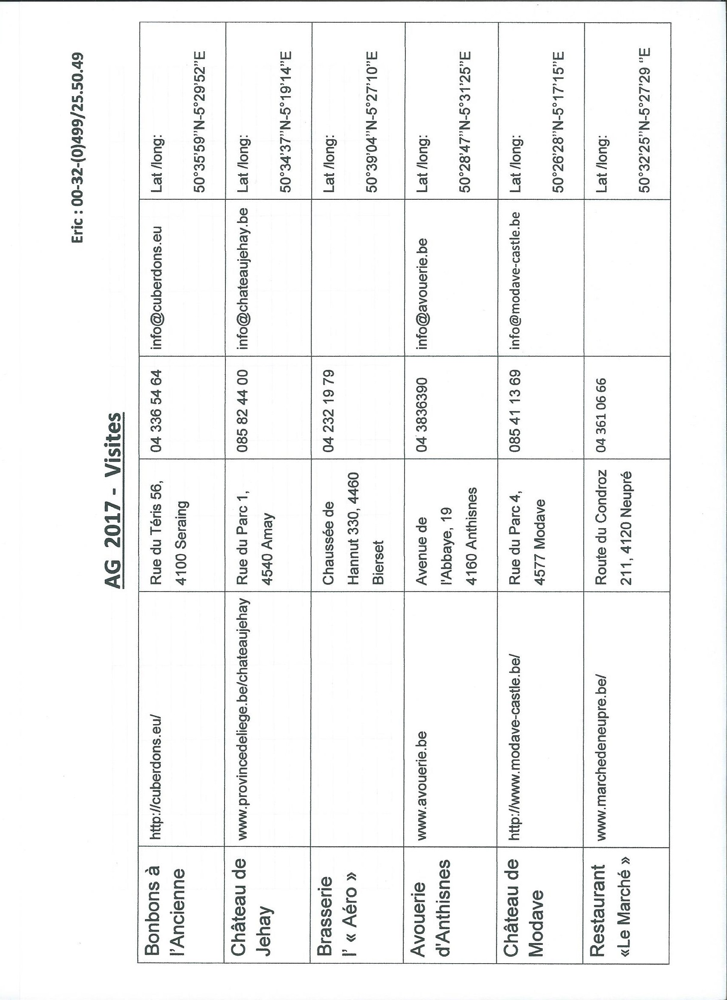 Eric : 00-32-(0)499/25.50.49
AG 2017 - Visites
Bonbons à
l'Ancienne
http://cuberdons.eu/
Rue du Téris 56,
4100 Seraing
04 336 54 64
info@cuberdons.eu
Lat /long:
50°35'59"N-5°29'52"E
Château de
Jehay
www.provincedeliege.be/chateaujehay
Rue du Parc 1,
4540 Amay
085 82 44 00
info@chateaujehay.be
Lat /long:
50°34'37"N-5°19'14"E
Brasserie
l' « Aéro »
Chaussée de
Hannut 330, 4460
Bierset
04 232 19 79
Lat /long:
50°39'04"N-5°27'10"E
Avouerie
d'Anthisnes
www.avouerie.be
Avenue de
l'Abbaye, 19
4160 Anthisnes
04 3836390
info@avouerie.be
Lat /long:
50°28'47"N-5°31'25"E
Château de
Modave
http://www.modave-castle.be/
Rue du Parc 4,
4577 Modave
085 41 13 69
info@modave-castle.be
Lat /long:
50°26'28"N-5°17'15"E
Restaurant
«Le Marché »
www.marchedeneupre.be/
Route du Condroz
211, 4120 Neupré
04 361 06 66
Lat /long:
50°32'25"N-5°27'29 "E